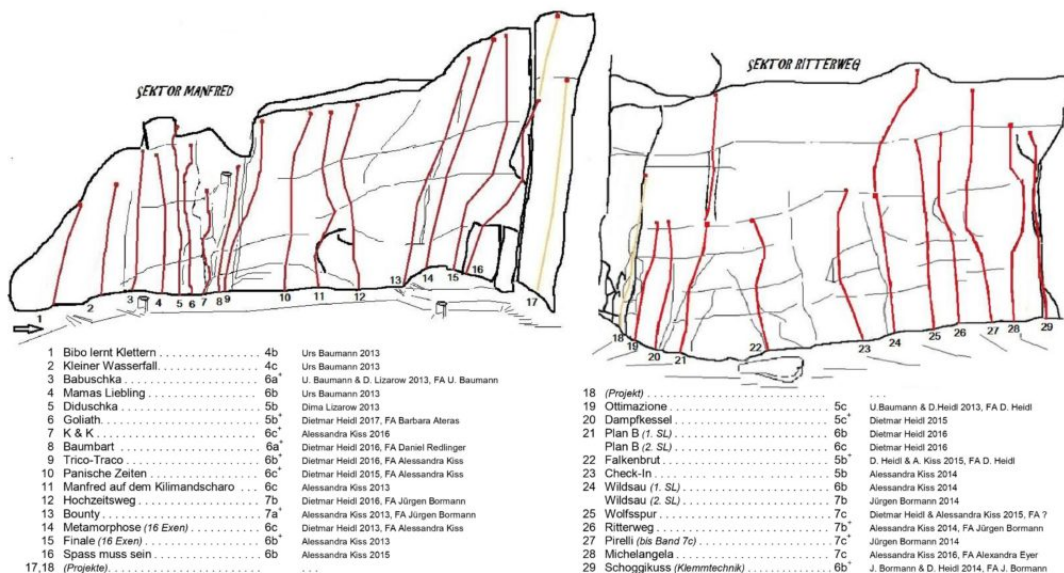 SEKTOR MANFRED
1 2 3 4 5 6 7 8 9 10 11 12 13 14 15 16 17
1 Bibo lernt Klettern . . . . . . . . . . . . 4b Urs Baumann 2013
2 Kleiner Wasserfall. . . . . . . . . . . . . 4c Urs Baumann 2013
3 Babuschka . . . . . . . . . . . . . . . . . 6a⁺ U. Baumann & D. Lizarow 2013, FA U. Baumann
4 Mamas Liebling . . . . . . . . . . . . . . 6b Urs Baumann 2013
5 Diduschka . . . . . . . . . . . . . . . . . 5b Dima Lizarow 2013
6 Goliath . . . . . . . . . . . . . . . . . . . . 5b⁺ Dietmar Heidl 2017, FA Barbara Ateras
7 K & K . . . . . . . . . . . . . . . . . . . . . 6c⁺ Alessandra Kiss 2016
8 Baumbart . . . . . . . . . . . . . . . . . . 6a⁺ Dietmar Heidl 2016, FA Daniel Redlinger
9 Trico-Traco . . . . . . . . . . . . . . . . . 6b⁺ Dietmar Heidl 2016, FA Alessandra Kiss
10 Panische Zeiten . . . . . . . . . . . . . 6c⁺ Dietmar Heidl 2015, FA Alessandra Kiss
11 Manfred auf dem Kilimandscharo . 6c Alessandra Kiss 2013
12 Hochzeitsweg . . . . . . . . . . . . . . . 7b Dietmar Heidl 2016, FA Jürgen Bormann
13 Bounty . . . . . . . . . . . . . . . . . . . . 7a⁺ Alessandra Kiss 2013, FA Jürgen Bormann
14 Metamorphose (16 Exen) . . . . . . . 6c Dietmar Heidl 2013, FA Alessandra Kiss
15 Finale (16 Exen) . . . . . . . . . . . . . 6b⁺ Alessandra Kiss 2013
16 Spass muss sein . . . . . . . . . . . . . 6b Alessandra Kiss 2015
17,18 (Projekte). . . . . . . . . . . . . . . . . . . . . .
SEKTOR RITTERWEG
18 19 20 21 22 23 24 25 26 27 28 29
18 (Projekt) . . . . . . . . . . . . . . . . . . . . . .
19 Ottimazione . . . . . . . . . . . . . . . . 5c U.Baumann & D.Heidl 2013, FA D. Heidl
20 Dampfkessel . . . . . . . . . . . . . . . 5c⁺ Dietmar Heidl 2015
21 Plan B (1. SL) . . . . . . . . . . . . . . . 6b Dietmar Heidl 2016
Plan B (2. SL) . . . . . . . . . . . . . . . 6c Dietmar Heidl 2016
22 Falkenbrut . . . . . . . . . . . . . . . . . 5b⁺ D. Heidl & A. Kiss 2015, FA D. Heidl
23 Check-In . . . . . . . . . . . . . . . . . . . 5b Alessandra Kiss 2014
24 Wildsau (1. SL) . . . . . . . . . . . . . . 6b Alessandra Kiss 2014
Wildsau (2. SL) . . . . . . . . . . . . . . 7b Jürgen Bormann 2014
25 Wolfsspur . . . . . . . . . . . . . . . . . . 7c Dietmar Heidl & Alessandra Kiss 2015, FA ?
26 Ritterweg . . . . . . . . . . . . . . . . . . 7b⁺ Alessandra Kiss 2014, FA Jürgen Bormann
27 Pirelli (bis Band 7c) . . . . . . . . . . . 7c⁺ Jürgen Bormann 2014
28 Michelangela . . . . . . . . . . . . . . . 7c Alessandra Kiss 2016, FA Alexandra Eyer
29 Schoggikuss (Klemmtechnik) . . . . 6b⁺ J. Bormann & D. Heidl 2014, FA J. Bormann